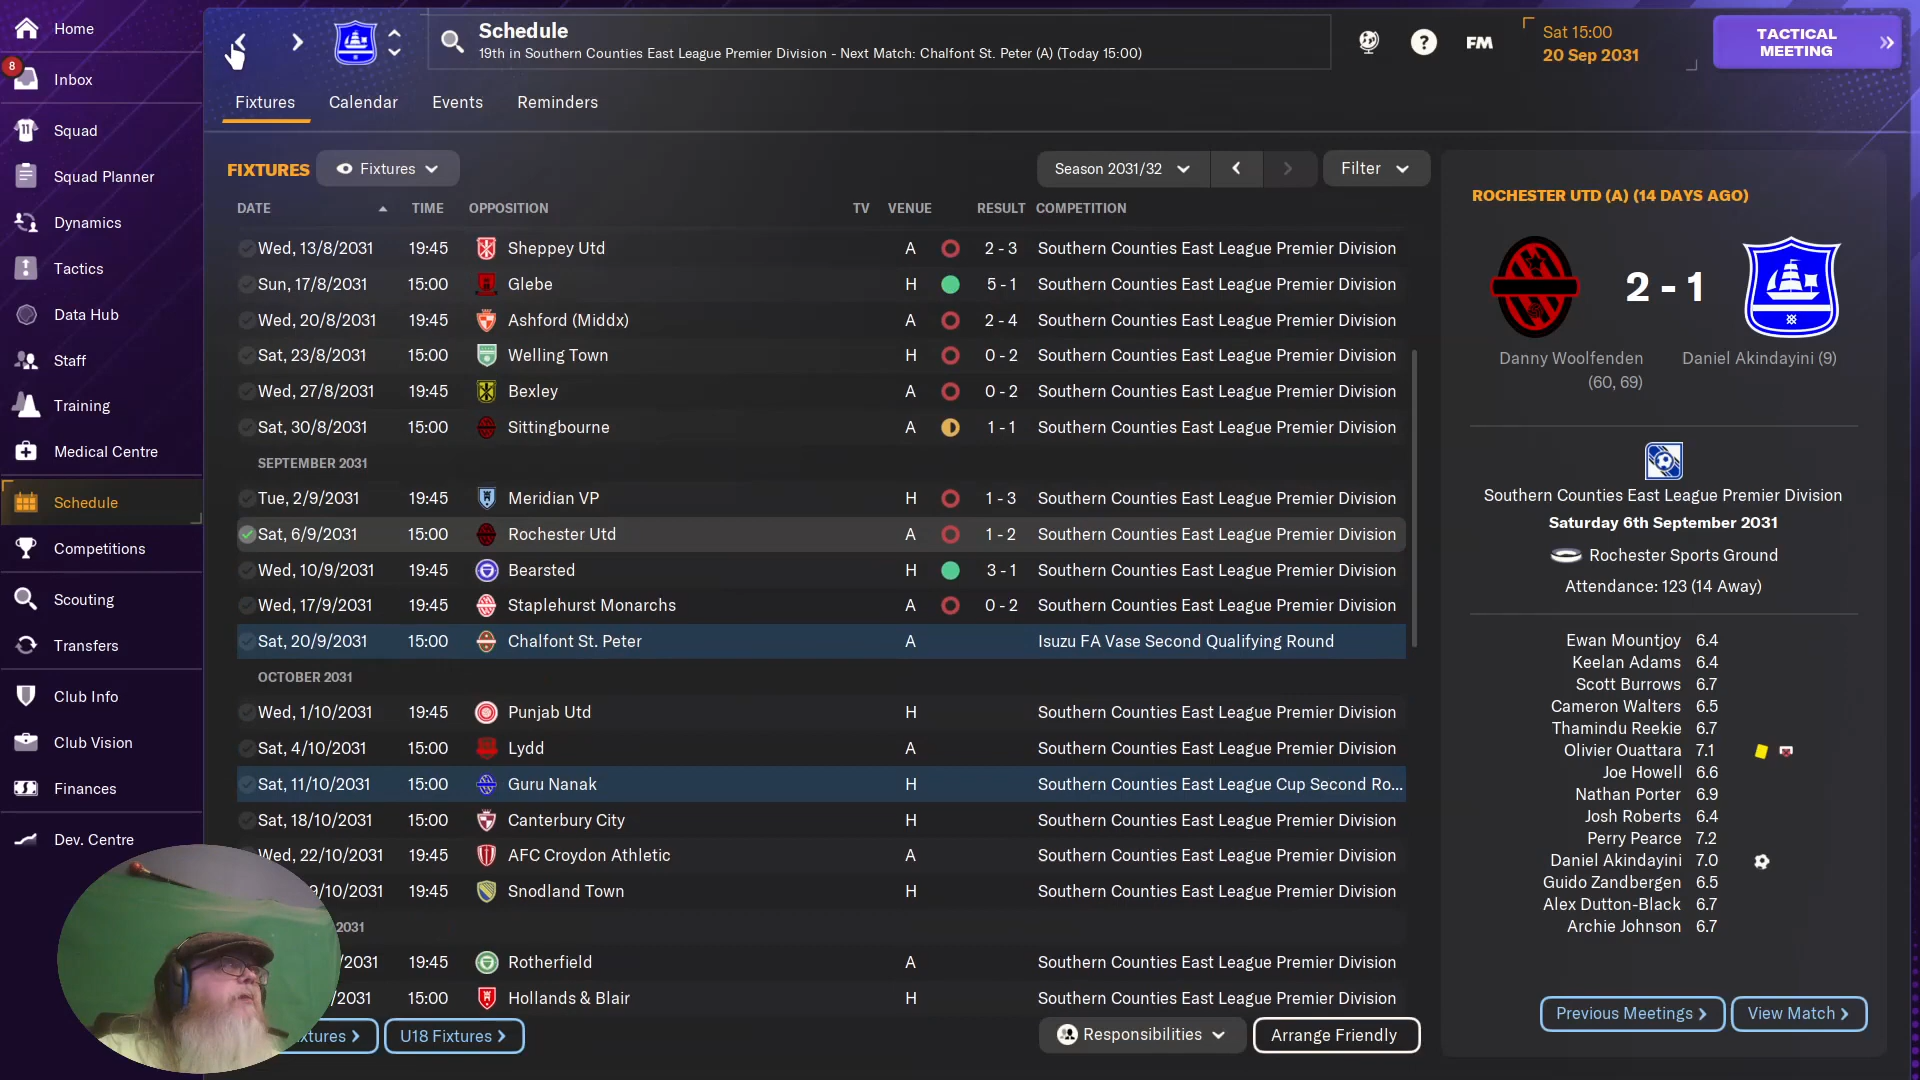 Home
8
Inbox
Squad
Squad Planner
Dynamics
Tactics
Data Hub
Staff
Training
Medical Centre
Schedule
Competitions
Scouting
Transfers
Club Info
Club Vision
Finances
Dev. Centre
Schedule
19th in Southern Counties East League Premier Division - Next Match: Chalfont St. Peter (A) (Today 15:00)
? FM
Sat 15:00
20 Sep 2031
TACTICAL
MEETING
Fixtures Calendar Events Reminders
FIXTURES Fixtures Season 2031/32 Filter
DATE TIME OPPOSITION TV VENUE RESULT COMPETITION
Wed, 13/8/2031 19:45 Sheppey Utd A 2 - 3 Southern Counties East League Premier Division
Sun, 17/8/2031 15:00 Glebe H 5 - 1 Southern Counties East League Premier Division
Wed, 20/8/2031 19:45 Ashford (Middx) A 2 - 4 Southern Counties East League Premier Division
Sat, 23/8/2031 15:00 Welling Town H 0 - 2 Southern Counties East League Premier Division
Wed, 27/8/2031 19:45 Bexley A 0 - 2 Southern Counties East League Premier Division
Sat, 30/8/2031 15:00 Sittingbourne A 1 - 1 Southern Counties East League Premier Division
SEPTEMBER 2031
Tue, 2/9/2031 19:45 Meridian VP H 1 - 3 Southern Counties East League Premier Division
Sat, 6/9/2031 15:00 Rochester Utd A 1 - 2 Southern Counties East League Premier Division
Wed, 10/9/2031 19:45 Bearsted H 3 - 1 Southern Counties East League Premier Division
Wed, 17/9/2031 19:45 Staplehurst Monarchs A 0 - 2 Southern Counties East League Premier Division
Sat, 20/9/2031 15:00 Chalfont St. Peter A Isuzu FA Vase Second Qualifying Round
OCTOBER 2031
Wed, 1/10/2031 19:45 Punjab Utd H Southern Counties East League Premier Division
Sat, 4/10/2031 15:00 Lydd A Southern Counties East League Premier Division
Sat, 11/10/2031 15:00 Guru Nanak H Southern Counties East League Cup Second Ro...
Sat, 18/10/2031 15:00 Canterbury City H Southern Counties East League Premier Division
Wed, 22/10/2031 19:45 AFC Croydon Athletic A Southern Counties East League Premier Division
9/10/2031 19:45 Snodland Town H Southern Counties East League Premier Division
2031
/2031 19:45 Rotherfield A Southern Counties East League Premier Division
/2031 15:00 Hollands & Blair H Southern Counties East League Premier Division
xtures U18 Fixtures Responsibilities Arrange Friendly
ROCHESTER UTD (A) (14 DAYS AGO)
2 - 1
Danny Woolfenden Daniel Akindayini (9)
(60, 69)
Southern Counties East League Premier Division
Saturday 6th September 2031
Rochester Sports Ground
Attendance: 123 (14 Away)
Ewan Mountjoy 6.4
Keelan Adams 6.4
Scott Burrows 6.7
Cameron Walters 6.5
Thamindu Reekie 6.7
Olivier Ouattara 7.1
Joe Howell 6.6
Nathan Porter 6.9
Josh Roberts 6.4
Perry Pearce 7.2
Daniel Akindayini 7.0
Guido Zandbergen 6.5
Alex Dutton-Black 6.7
Archie Johnson 6.7
Previous Meetings View Match